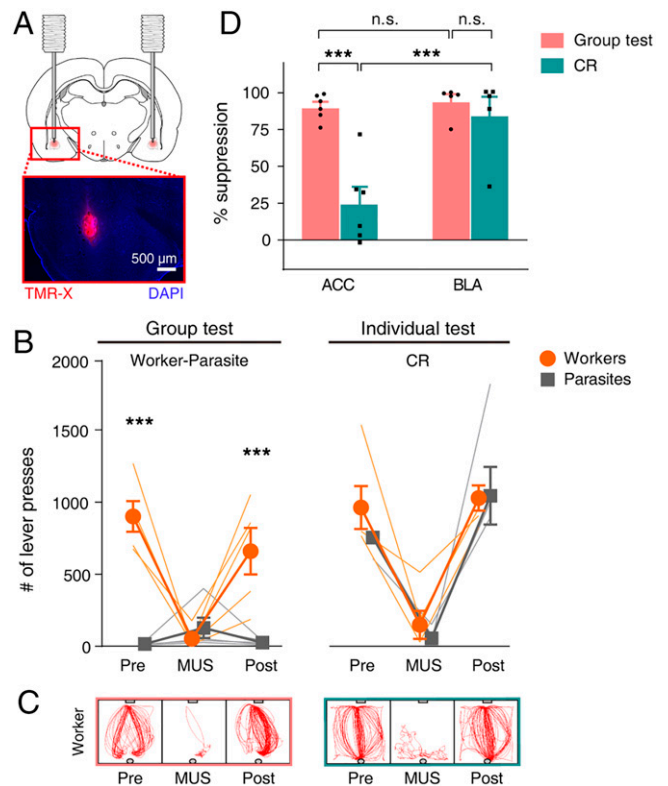 A
500 µm
TMR-X DAPI
D
n.s. n.s.
*** ***
Group test
CR
% suppression
100
75
50
25
0
ACC BLA
B
Group test Individual test
Worker-Parasite CR
Workers
Parasites
# of lever presses
2000
1500
1000
500
0
*** ***
Pre MUS Post Pre MUS Post
C
Worker
Pre MUS Post Pre MUS Post